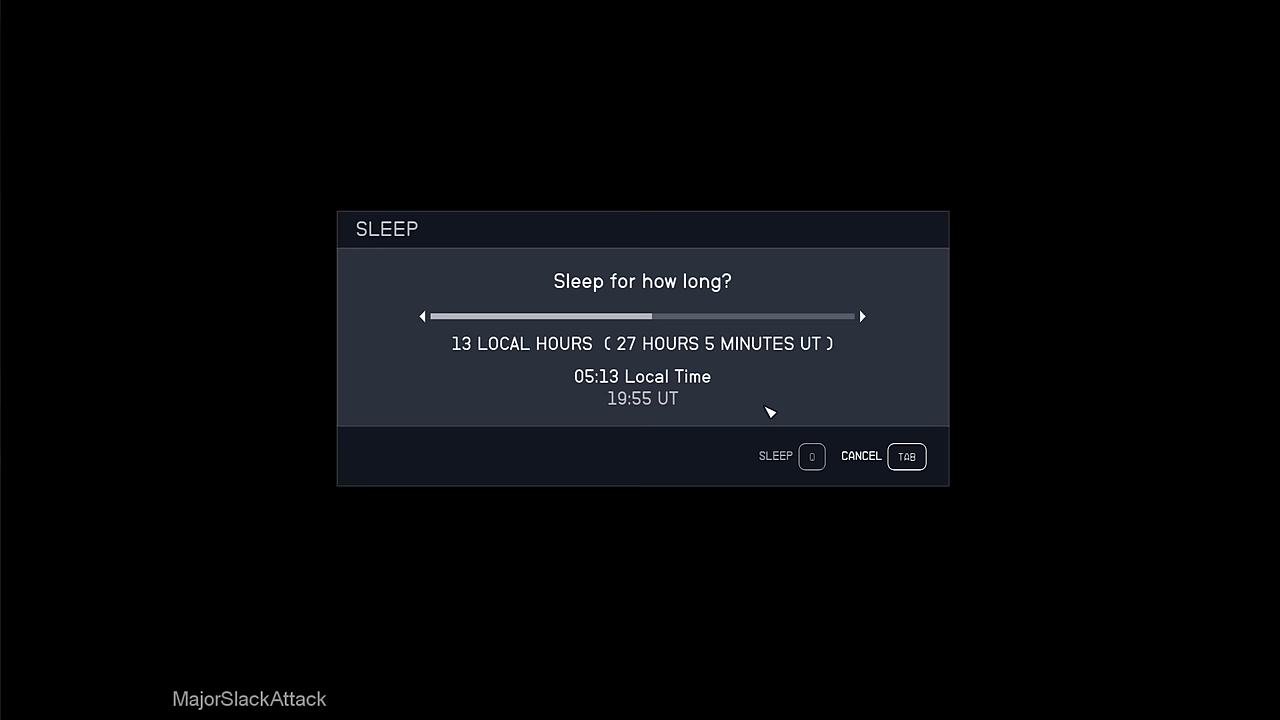 SLEEP
Sleep for how long?
13 LOCAL HOURS ( 27 HOURS 5 MINUTES UT )
05:13 Local Time
19:55 UT
SLEEP
CANCEL TAB
MajorSlackAttack